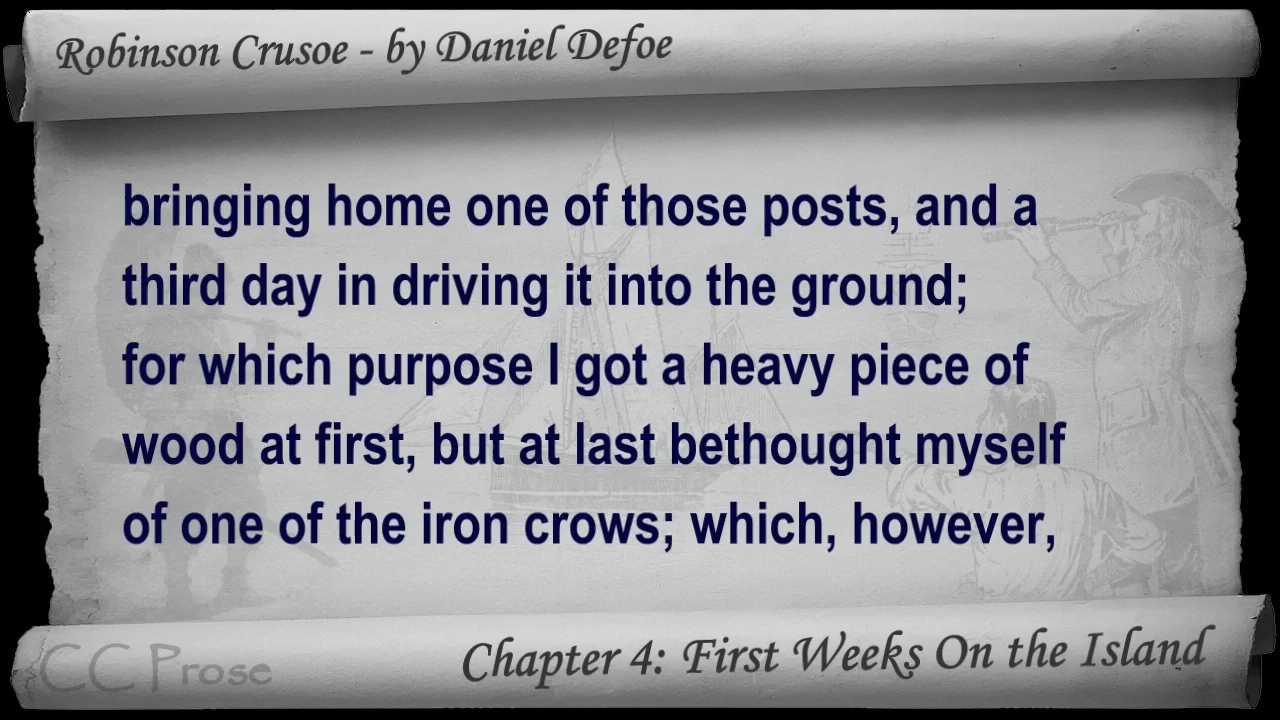 Robinson Crusoe - by Daniel Defoe
bringing home one of those posts, and a
third day in driving it into the ground;
for which purpose I got a heavy piece of
wood at first, but at last bethought myself
of one of the iron crows; which, however,
CC Prose
Chapter 4: First Weeks On the Island